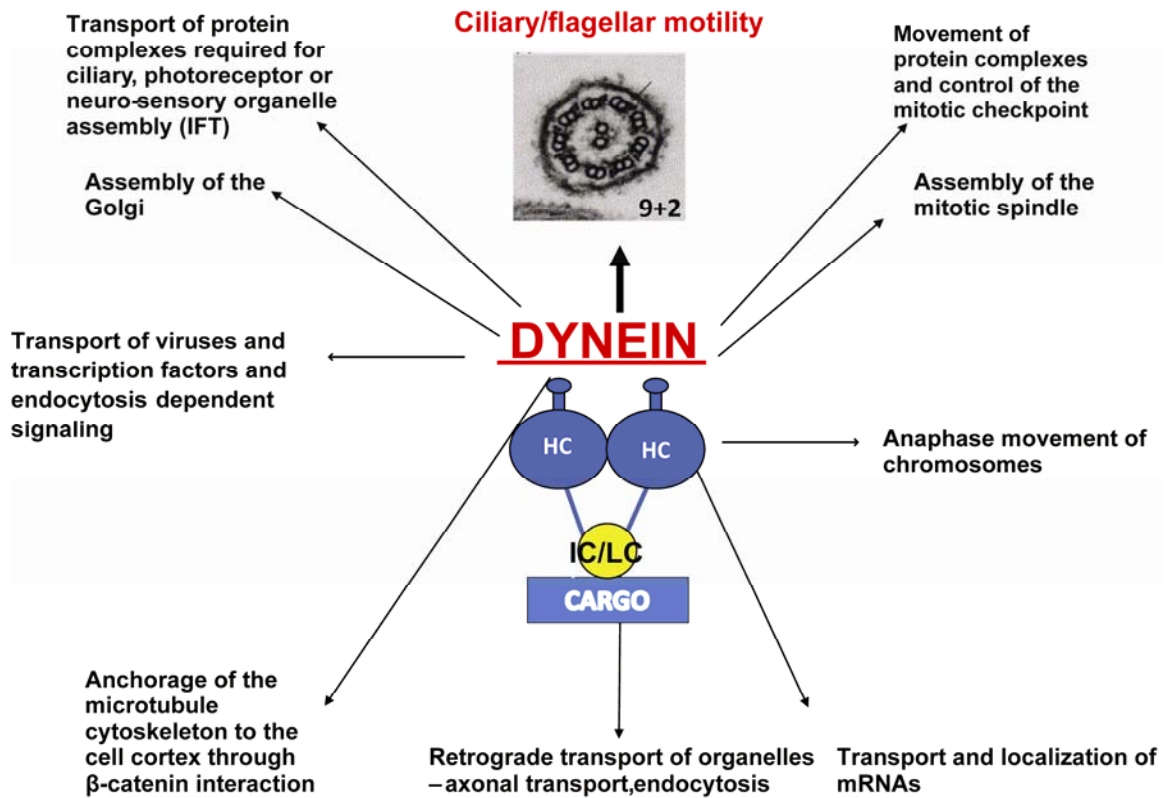 Ciliary/flagellar motility
Transport of protein
complexes required for
ciliary, photoreceptor or
neuro-sensory organelle
assembly (IFT)
Movement of
protein complexes
and control of the
mitotic checkpoint
9+2
Assembly of the
Golgi
Assembly of the
mitotic spindle
DYNEIN
Transport of viruses and
transcription factors and
endocytosis dependent
signaling
HC
HC
Anaphase movement of
chromosomes
IC/LC
CARGO
Anchorage of the
microtubule
cytoskeleton to the
cell cortex through
β-catenin interaction
Retrograde transport of organelles
–axonal transport,endocytosis
Transport and localization of
mRNAs